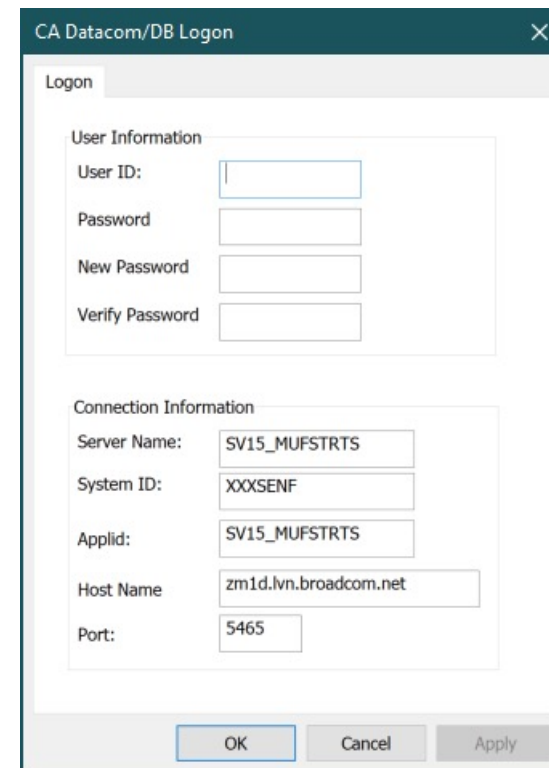 CA Datacom/DB Logon
Logon
User Information
User ID:
Password
New Password
Verify Password
Connection Information
Server Name: SV15_MUFSTRTS
System ID: XXXSENF
Applid: SV15_MUFSTRTS
Host Name zm1d.lvn.broadcom.net
Port: 5465
OK Cancel Apply